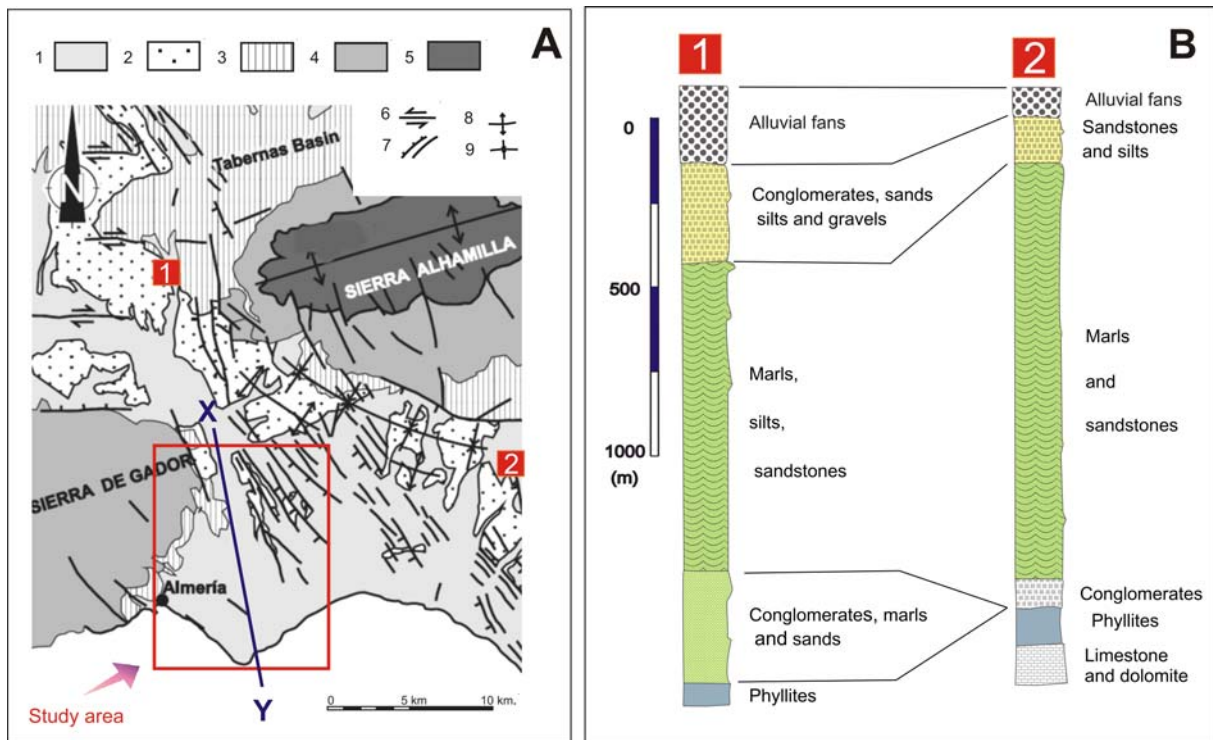 A
1 2 3 4 5
6 8
7 9
N
Tabernas Basin
1
SIERRA ALHAMILLA
X
2
SIERRA DE GADOR
Almería
Study area
Y
0 5 km 10 km.
B
1
2
0
500
1000
(m)
Alluvial fans
Conglomerates, sands
silts and gravels
Marls,
silts,
sandstones
Conglomerates, marls
and sands
Phyllites
Alluvial fans
Sandstones
and silts
Marls
and
sandstones
Conglomerates
Phyllites
Limestone
and dolomite